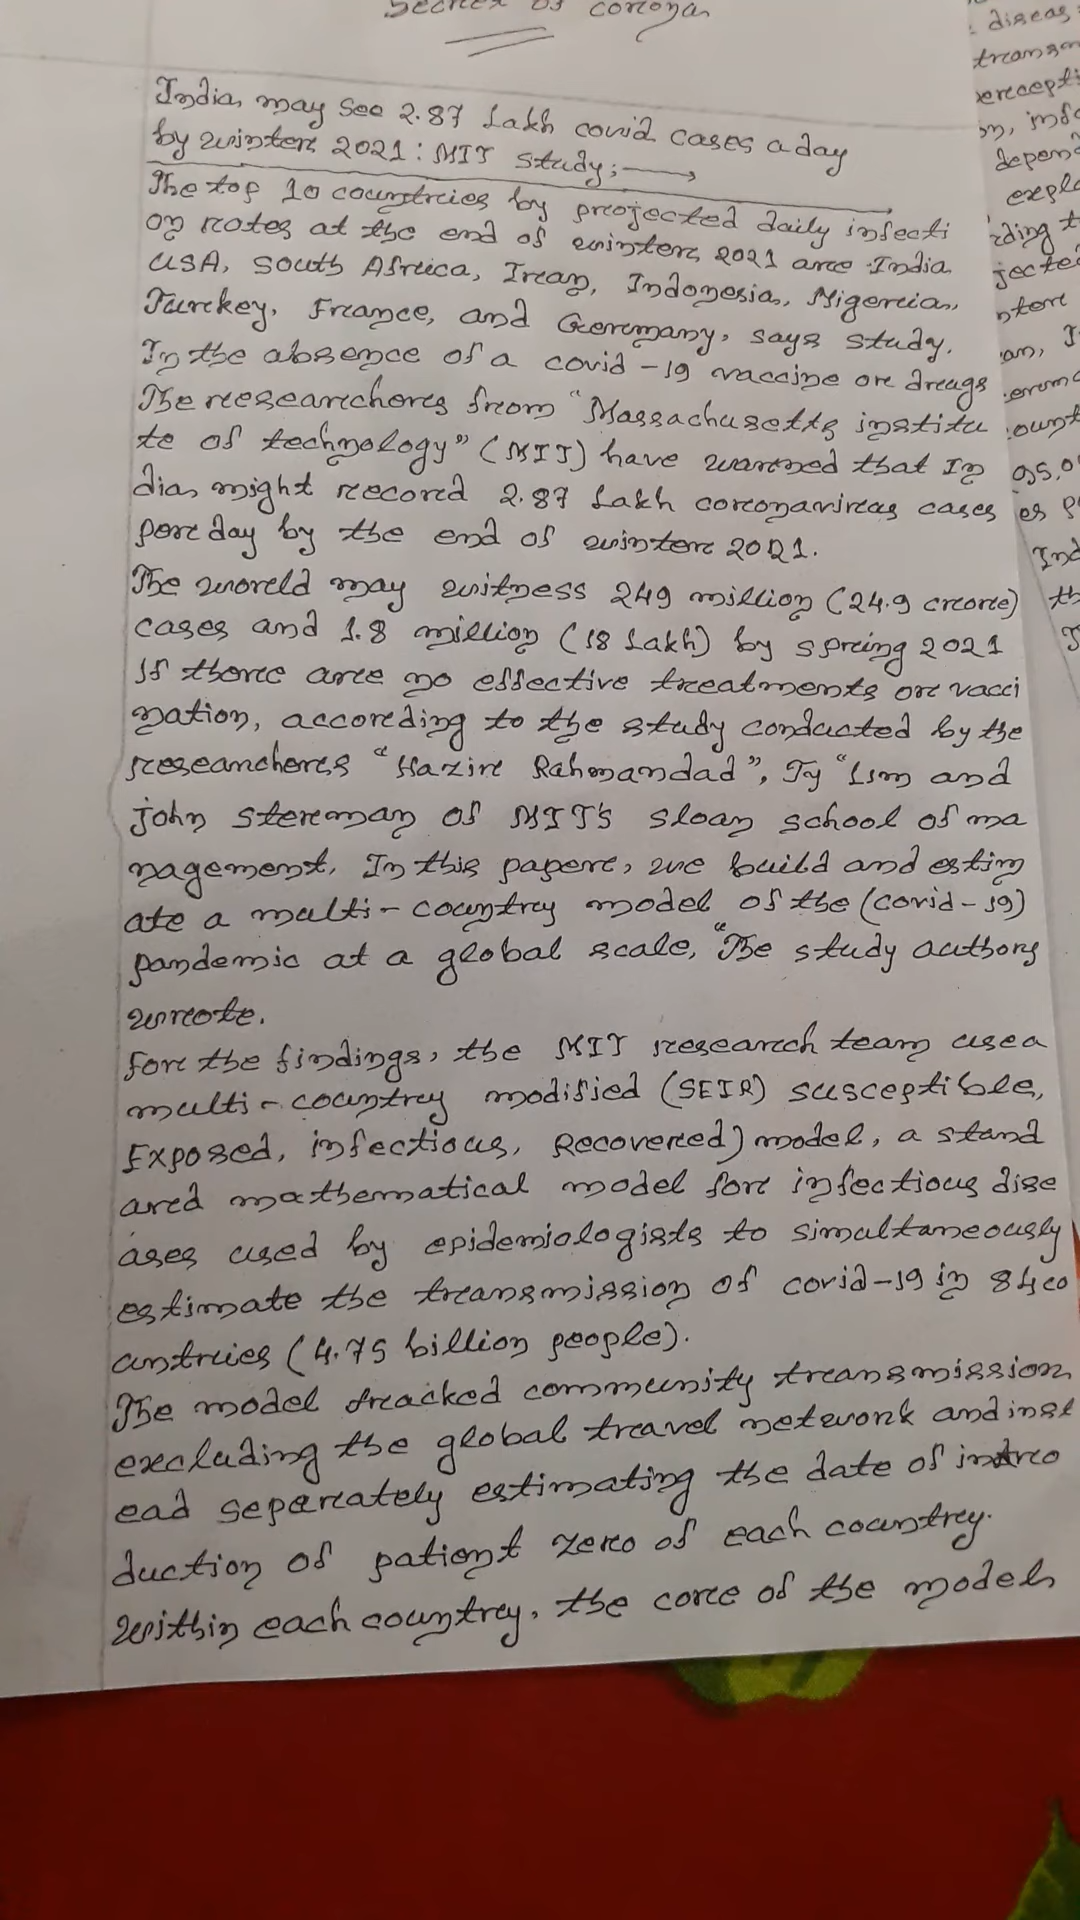 of corona
India may see 2.87 Lakh covid cases a day
by winter 2021: MIT study:
The top 10 countries by projected daily infecti
on rotes at the end of winter 2021 are India
USA, South Africa, Iran, Indonesia, Nigeria,
Turkey, France, and Germany, says study.
In the absence of a covid-19 vaccine or drugs
The researchers from "Massachusetts institu
te of technology" (MIT) have warned that In
dia might record 2.87 Lakh coronavirus cases
per day by the end of winter 2021.
The world may witness 249 million (24.9 crore)
cases and 1.8 million (18 Lakh) by spring 2021
If there are no effective treatments or vacci
nation, according to the study conducted by the
researchers "Hazir Rahmandad", Ty "Lim and
john sterman of MIT's sloan school of ma
nagement. In this paper, we build and estim
ate a multi-country model of the (covid-19)
pandemic at a global scale, "The study authors
wrote.
for the findings, the MIT research team use a
multi-country modified (SEIR) susceptible,
Exposed, infectious, Recovered) model, a stand
ard mathematical model for infectious dise
ases used by epidemiologists to simultaneously
estimate the transmission of covid-19 in 84 co
untries (4.75 billion people).
The model tracked community transmission
excluding the global travel network and inst
ead seperately estimating the date of intro
duction of patient zero of each country.
within each country, the core of the model
diseas
depend